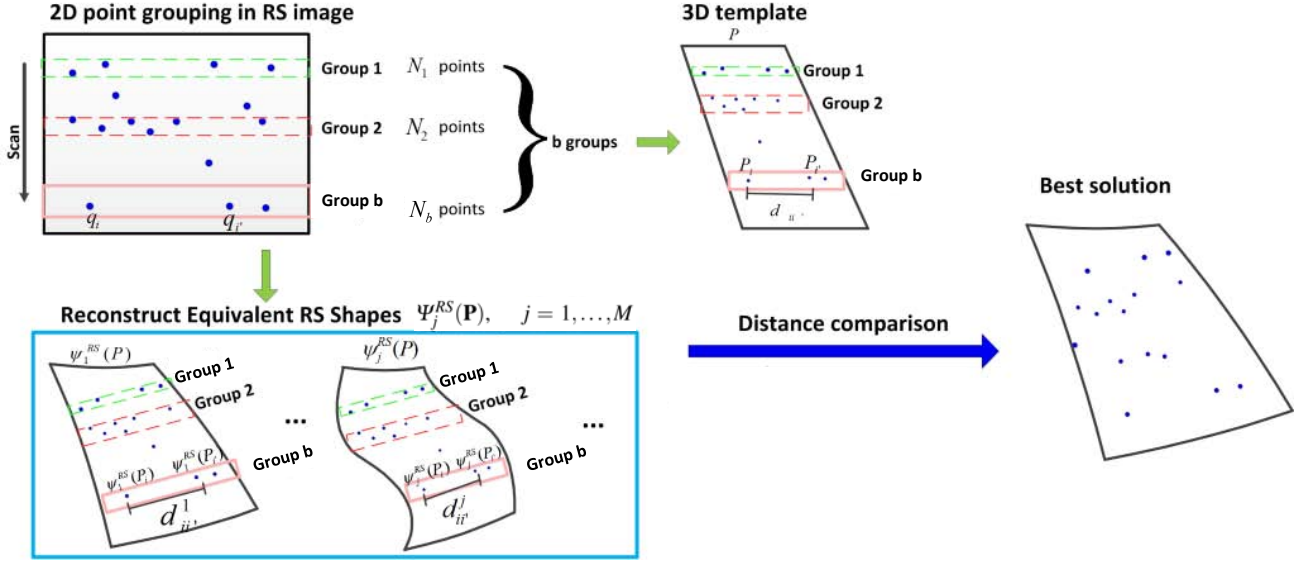 2D point grouping in RS image
Scan
Group 1 N₁ points
Group 2 N₂ points
Group b N_b points
q_i q_i'
b groups
3D template
P
Group 1
Group 2
P_i P_i'
Group b
d_ii'
Best solution
Reconstruct Equivalent RS Shapes Ψ_j^RS(P), j = 1,…,M
ψ_1^RS(P)
Group 1
Group 2
ψ_1^RS(P_i) ψ_1^RS(P_i')
Group b
d_ii'^1
...
ψ_j^RS(P)
Group 1
Group 2
ψ_j^RS(P_i)
Group b
d_ii'^j
...
Distance comparison